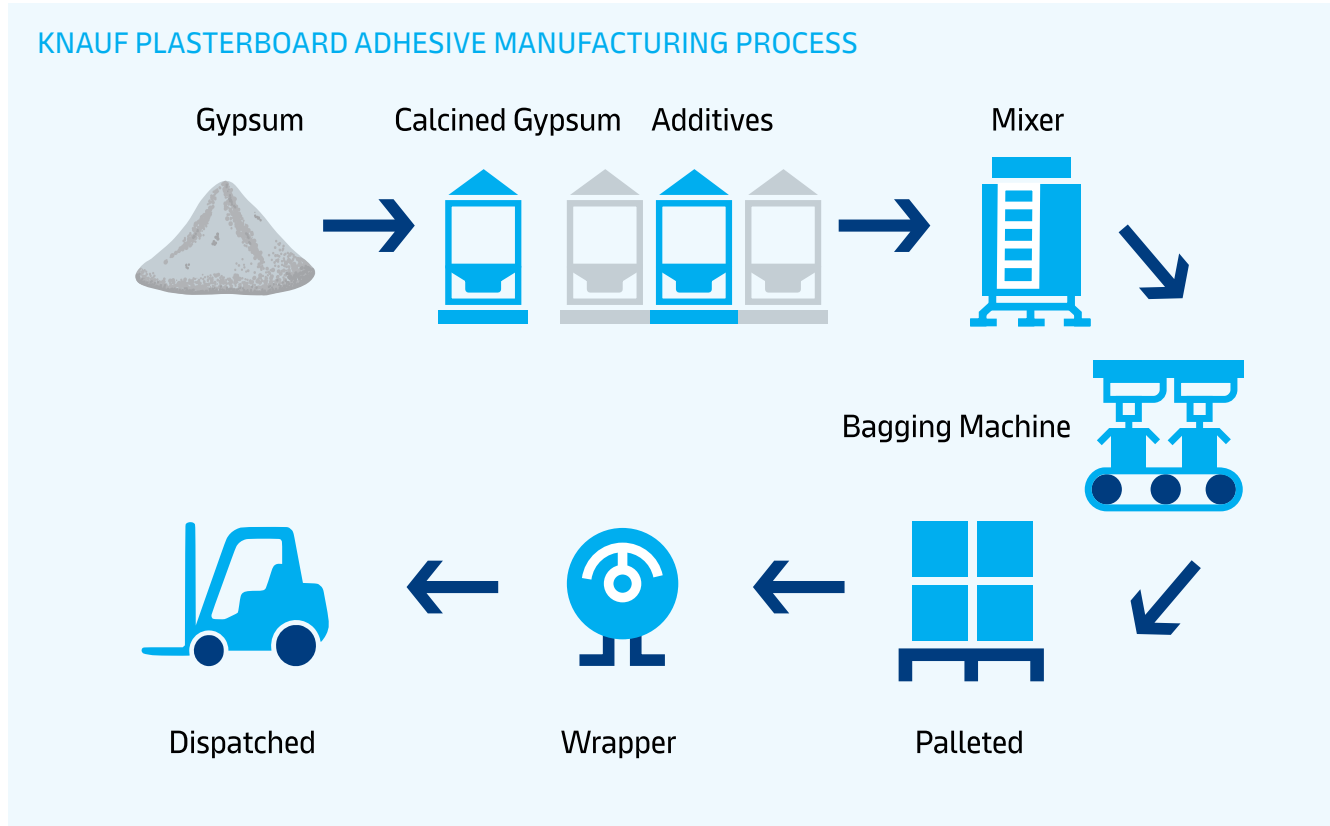 KNAUF PLASTERBOARD ADHESIVE MANUFACTURING PROCESS
Gypsum
Calcined Gypsum
Additives
Mixer
Bagging Machine
Dispatched
Wrapper
Palleted